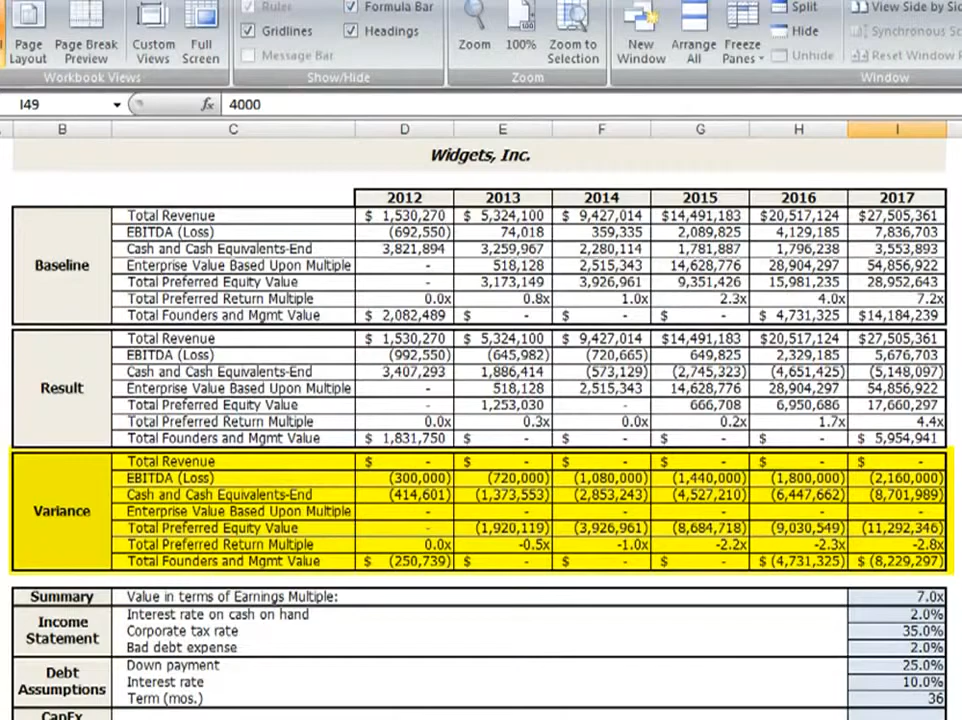 Ruler Formula Bar Split View Side by Si
Gridlines Headings Hide Synchronous Sc
Page Layout Page Break Preview Custom Views Full Screen Message Bar Zoom 100% Zoom to Selection New Window Arrange All Freeze Panes Unhide Reset Window P
Workbook Views Show/Hide Zoom Window
I49 fx 4000
B C D E F G H I
Widgets, Inc.
2012 2013 2014 2015 2016 2017
Total Revenue $ 1,530,270 $ 5,324,100 $ 9,427,014 $14,491,183 $20,517,124 $27,505,361
EBITDA (Loss) (692,550) 74,018 359,335 2,089,825 4,129,185 7,836,703
Cash and Cash Equivalents-End 3,821,894 3,259,967 2,280,114 1,781,887 1,796,238 3,553,893
Baseline Enterprise Value Based Upon Multiple - 518,128 2,515,343 14,628,776 28,904,297 54,856,922
Total Preferred Equity Value - 3,173,149 3,926,961 9,351,426 15,981,235 28,952,643
Total Preferred Return Multiple 0.0x 0.8x 1.0x 2.3x 4.0x 7.2x
Total Founders and Mgmt Value $ 2,082,489 $ - $ - $ - $ 4,731,325 $14,184,239
Total Revenue $ 1,530,270 $ 5,324,100 $ 9,427,014 $14,491,183 $20,517,124 $27,505,361
EBITDA (Loss) (992,550) (645,982) (720,665) 649,825 2,329,185 5,676,703
Cash and Cash Equivalents-End 3,407,293 1,886,414 (573,129) (2,745,323) (4,651,425) (5,148,097)
Result Enterprise Value Based Upon Multiple - 518,128 2,515,343 14,628,776 28,904,297 54,856,922
Total Preferred Equity Value - 1,253,030 - 666,708 6,950,686 17,660,297
Total Preferred Return Multiple 0.0x 0.3x 0.0x 0.2x 1.7x 4.4x
Total Founders and Mgmt Value $ 1,831,750 $ - $ - $ - $ - $ 5,954,941
Total Revenue $ - $ - $ - $ - $ - $ -
EBITDA (Loss) (300,000) (720,000) (1,080,000) (1,440,000) (1,800,000) (2,160,000)
Cash and Cash Equivalents-End (414,601) (1,373,553) (2,853,243) (4,527,210) (6,447,662) (8,701,989)
Variance Enterprise Value Based Upon Multiple - - - - - -
Total Preferred Equity Value - (1,920,119) (3,926,961) (8,684,718) (9,030,549) (11,292,346)
Total Preferred Return Multiple 0.0x -0.5x -1.0x -2.2x -2.3x -2.8x
Total Founders and Mgmt Value $ (250,739) $ - $ - $ - $ (4,731,325) $ (8,229,297)
Summary Value in terms of Earnings Multiple: 7.0x
Income Statement Interest rate on cash on hand 2.0%
Corporate tax rate 35.0%
Bad debt expense 2.0%
Debt Assumptions Down payment 25.0%
Interest rate 10.0%
Term (mos.) 36
CapEx